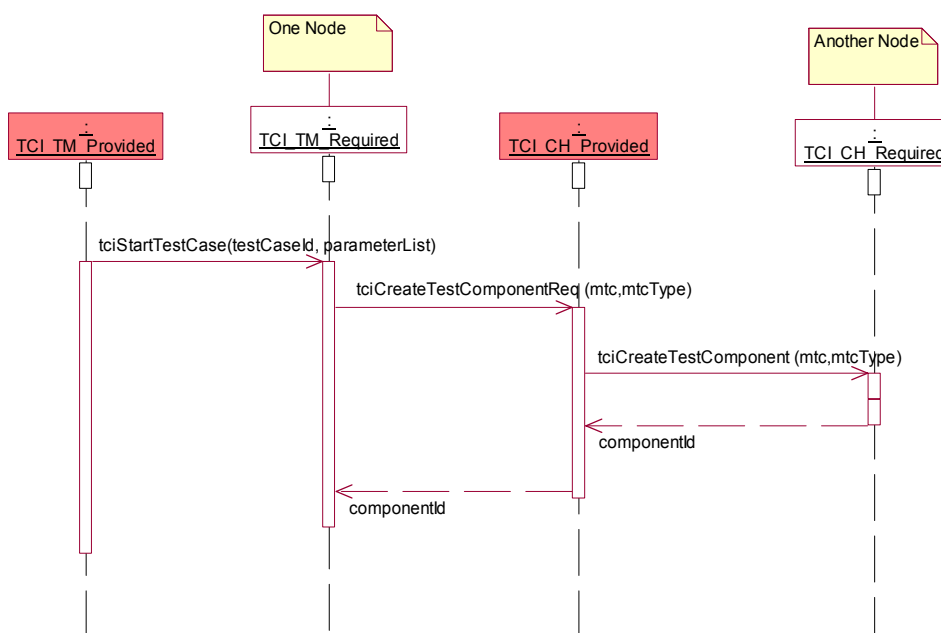 One Node
Another Node
:
TCI_TM_Provided
:
TCI_TM_Required
:
TCI_CH_Provided
:
TCI_CH_Required
tciStartTestCase(testCaseId, parameterList)
tciCreateTestComponentReq (mtc,mtcType)
tciCreateTestComponent (mtc,mtcType)
componentId
componentId